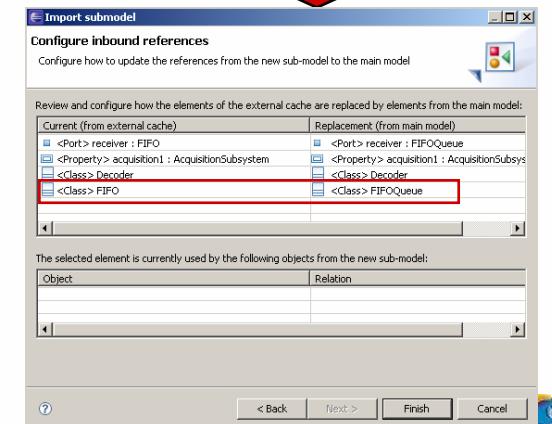 Import submodel
Configure inbound references
Configure how to update the references from the new sub-model to the main model
Review and configure how the elements of the external cache are replaced by elements from the main model:
Current (from external cache) Replacement (from main model)
<Port> receiver : FIFO <Port> receiver : FIFOQueue
<Property> acquisition1 : AcquisitionSubsystem <Property> acquisition1 : AcquisitionSubsys
<Class> Decoder <Class> Decoder
<Class> FIFO <Class> FIFOQueue
The selected element is currently used by the following objects from the new sub-model:
Object Relation
< Back Next > Finish Cancel